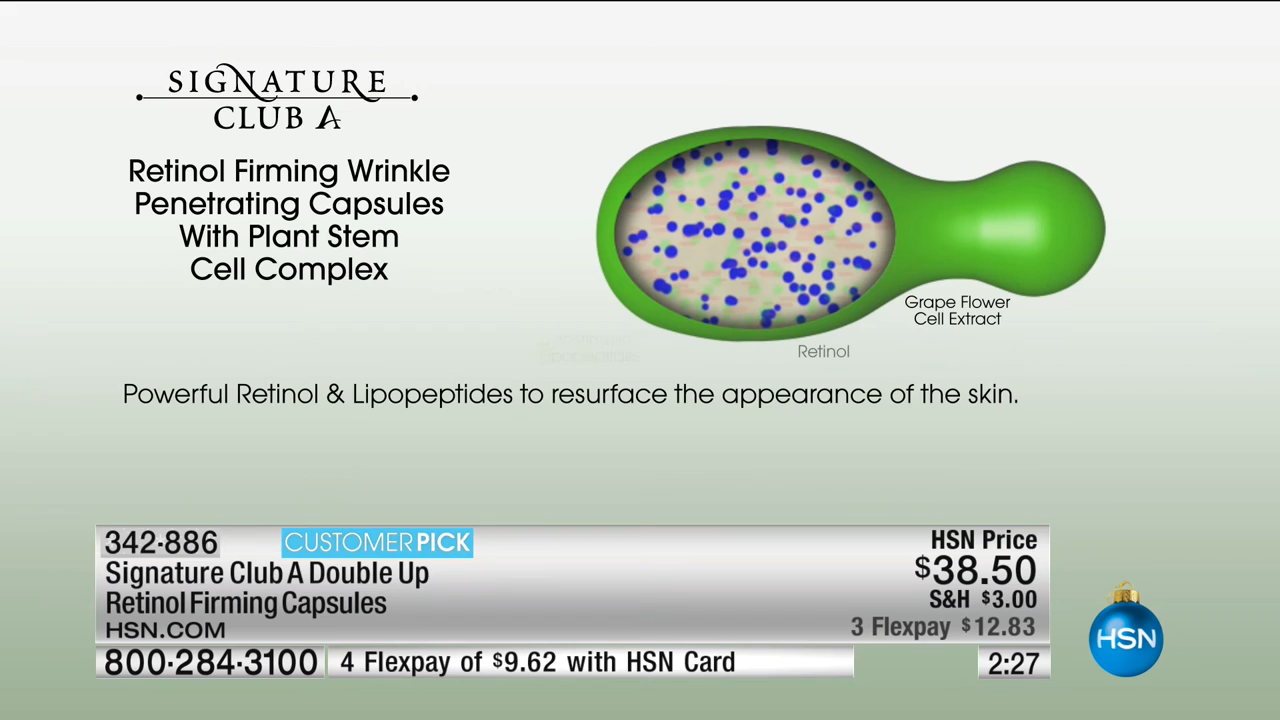 SIGNATURE
CLUB A
Retinol Firming Wrinkle
Penetrating Capsules
With Plant Stem
Cell Complex
Grape Flower
Cell Extract
Retinol
Lipopeptide
Powerful Retinol & Lipopeptides to resurface the appearance of the skin.
342-886 CUSTOMER PICK
HSN Price
Signature Club A Double Up
$38.50
Retinol Firming Capsules
S&H $3.00
HSN.COM
3 Flexpay $12.83
800-284-3100 4 Flexpay of $9.62 with HSN Card 2:27
HSN